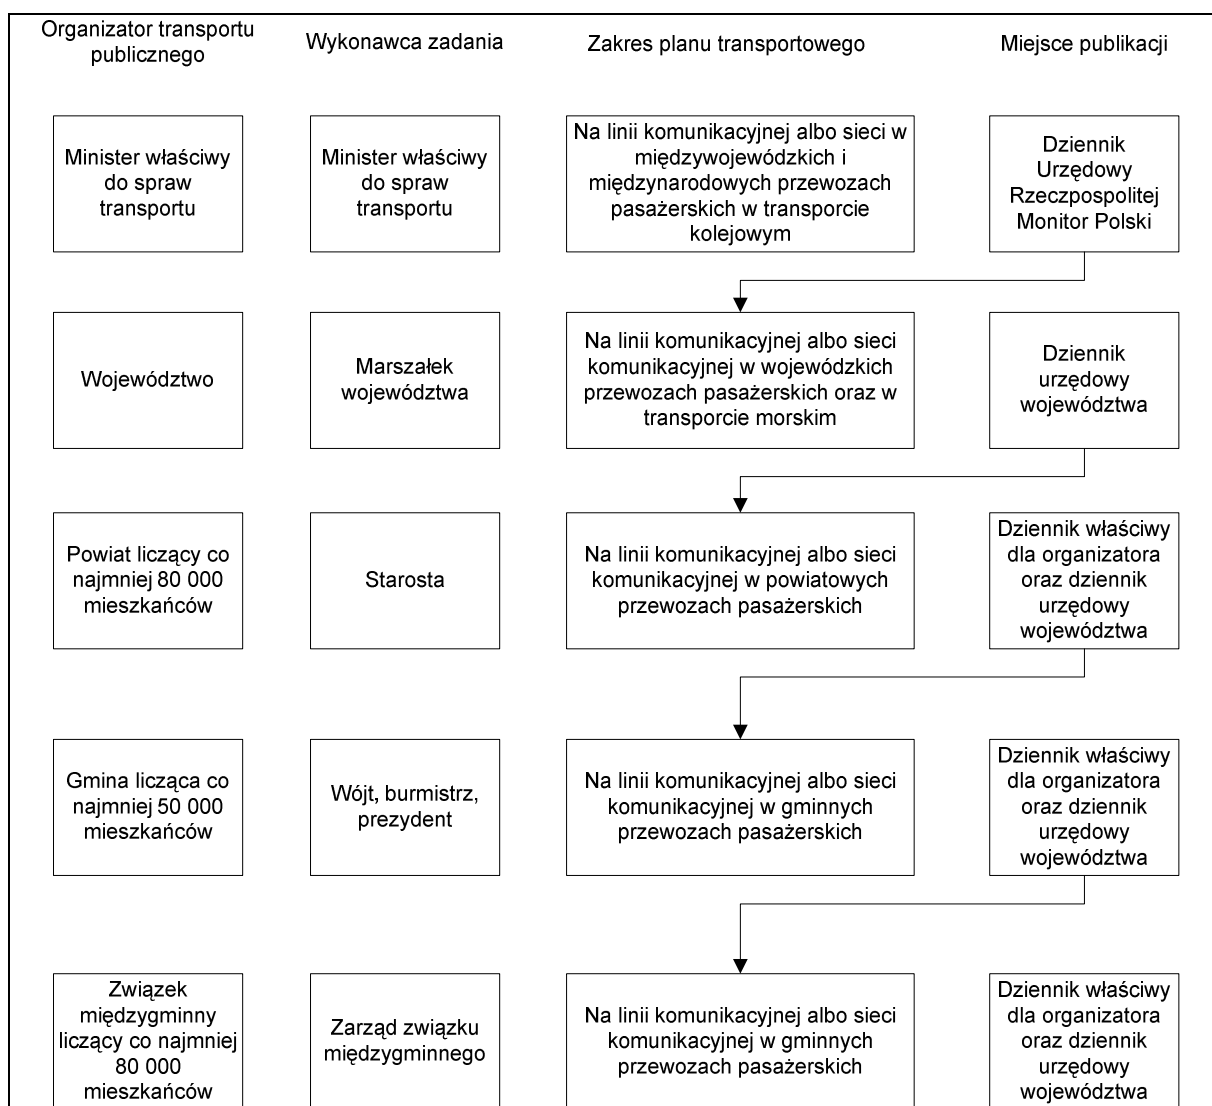 Organizator transportu
publicznego
Wykonawca zadania
Zakres planu transportowego
Miejsce publikacji
Minister właściwy
do spraw
transportu
Minister właściwy
do spraw
transportu
Na linii komunikacyjnej albo sieci w
międzywojewódzkich i
międzynarodowych przewozach
pasażerskich w transporcie
kolejowym
Dziennik
Urzędowy
Rzeczpospolitej
Monitor Polski
Województwo
Marszałek
województwa
Na linii komunikacyjnej albo sieci
komunikacyjnej w wojewódzkich
przewozach pasażerskich oraz w
transporcie morskim
Dziennik
urzędowy
województwa
Powiat liczący co
najmniej 80 000
mieszkańców
Starosta
Na linii komunikacyjnej albo sieci
komunikacyjnej w powiatowych
przewozach pasażerskich
Dziennik właściwy
dla organizatora
oraz dziennik
urzędowy
województwa
Gmina licząca co
najmniej 50 000
mieszkańców
Wójt, burmistrz,
prezydent
Na linii komunikacyjnej albo sieci
komunikacyjnej w gminnych
przewozach pasażerskich
Dziennik właściwy
dla organizatora
oraz dziennik
urzędowy
województwa
Związek
międzygminny
liczący co najmniej
80 000
mieszkańców
Zarząd związku
międzygminnego
Na linii komunikacyjnej albo sieci
komunikacyjnej w gminnych
przewozach pasażerskich
Dziennik właściwy
dla organizatora
oraz dziennik
urzędowy
województwa